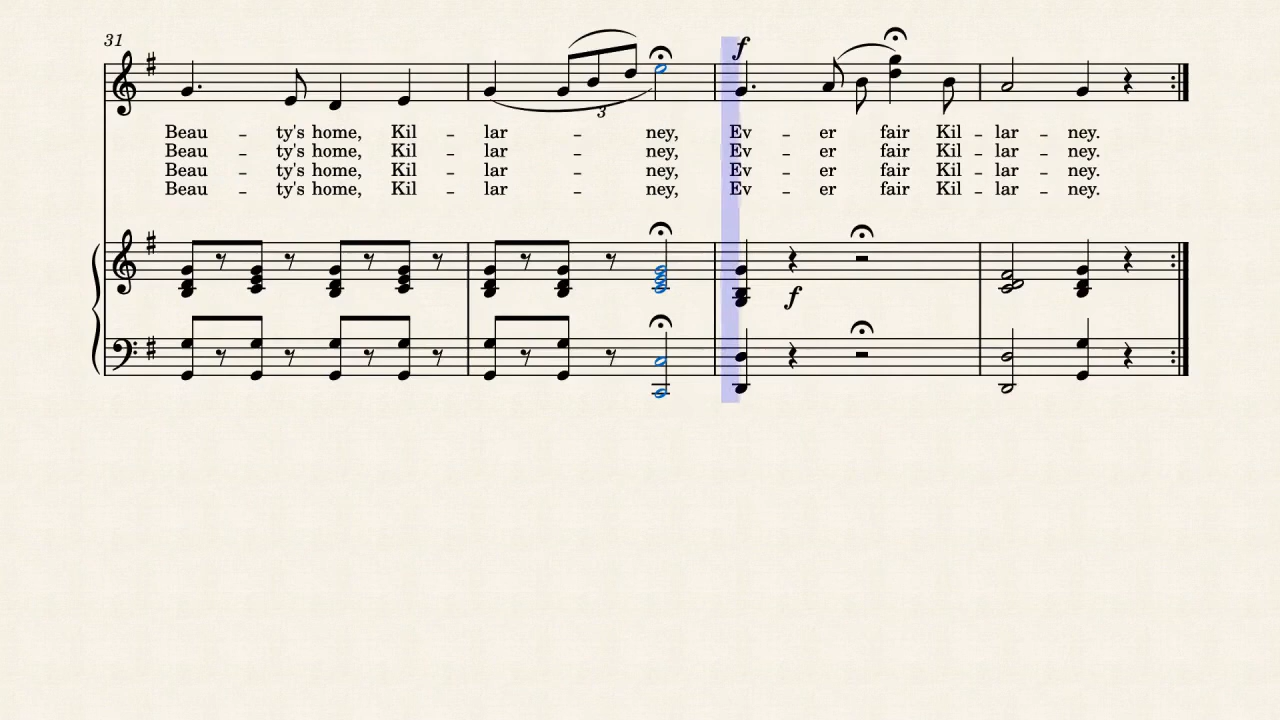 31
f
3
Beau - ty's home, Kil - lar - ney, Ev - er fair Kil - lar - ney.
Beau - ty's home, Kil - lar - ney, Ev - er fair Kil - lar - ney.
Beau - ty's home, Kil - lar - ney, Ev - er fair Kil - lar - ney.
Beau - ty's home, Kil - lar - ney, Ev - er fair Kil - lar - ney.
f